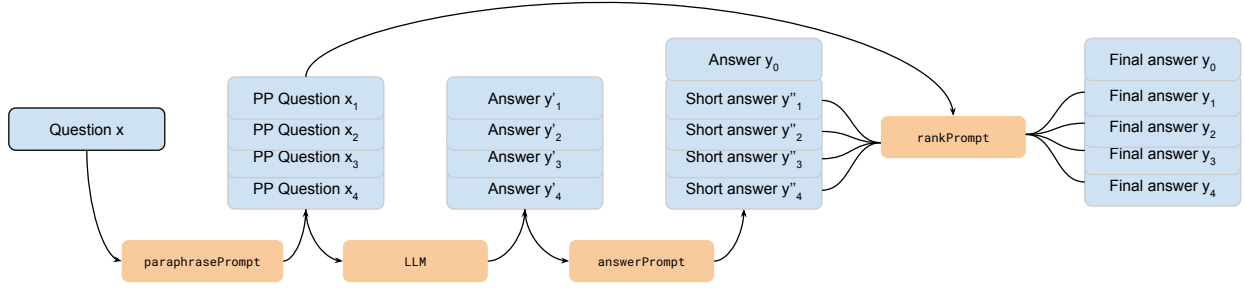 Question x
PP Question x1
PP Question x2
PP Question x3
PP Question x4
Answer y'1
Answer y'2
Answer y'3
Answer y'4
Answer y0
Short answer y''1
Short answer y''2
Short answer y''3
Short answer y''4
Final answer y0
Final answer y1
Final answer y2
Final answer y3
Final answer y4
rankPrompt
paraphrasePrompt
LLM
answerPrompt